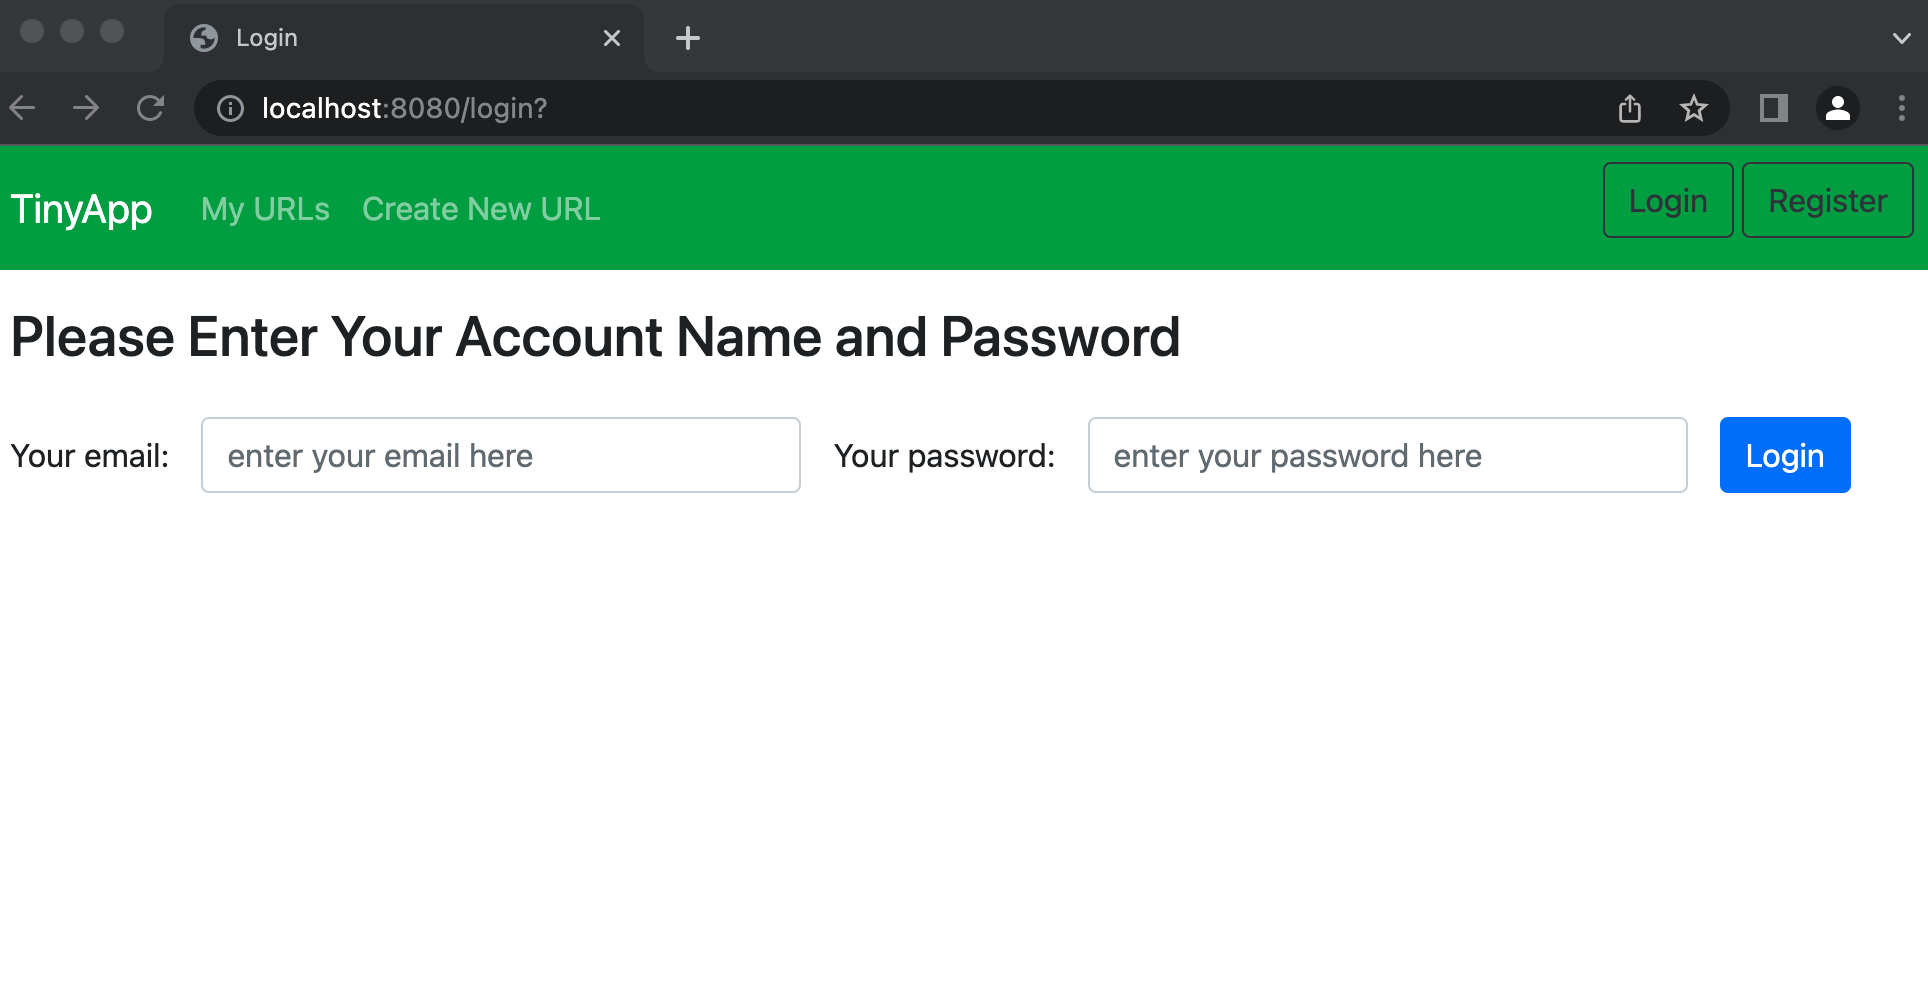 Login
localhost:8080/login?
TinyApp My URLs Create New URL Login Register
Please Enter Your Account Name and Password
Your email: enter your email here Your password: enter your password here Login